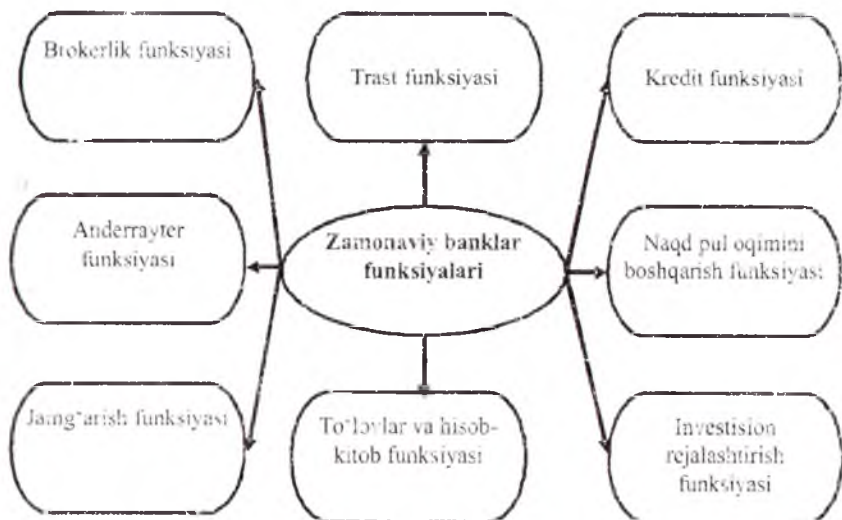 Brokerlik funksiyasi
Trast funksiyasi
Kredit funksiyasi
Anderrayter
funksiyasi
Zamonaviy banklar
funksiyalari
Naqd pul oqimini
boshqarish funksiyasi
Jamg‘arish funksiyasi
To‘lovlar va hisob-
kitob funksiyasi
Investision
rejalashtirish
funksiyasi